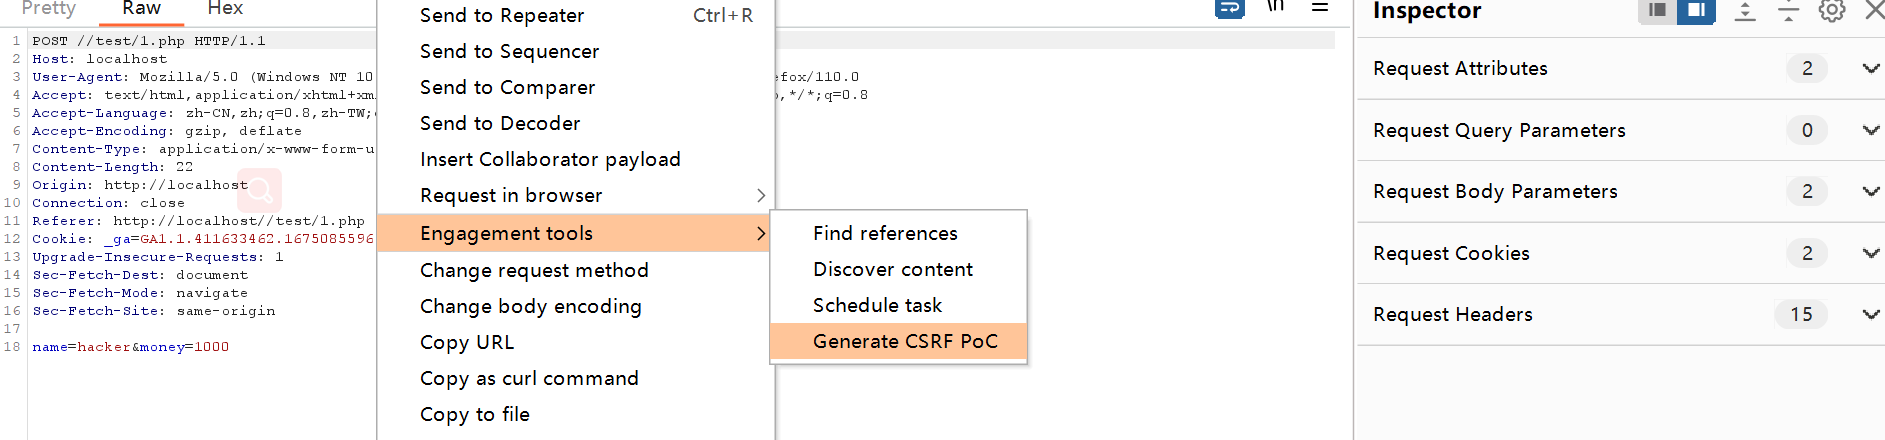 Pretty Raw Hex
\n
1 POST //test/1.php HTTP/1.1
2 Host: localhost
3 User-Agent: Mozilla/5.0 (Windows NT 10 efox/110.0
4 Accept: text/html,application/xhtml+xm ,*/*;q=0.8
5 Accept-Language: zh-CN,zh;q=0.8,zh-TW;
6 Accept-Encoding: gzip, deflate
7 Content-Type: application/x-www-form-u
8 Content-Length: 22
9 Origin: http://localhost
10 Connection: close
11 Referer: http://localhost//test/1.php
12 Cookie: _ga=GA1.1.411633462.1675085596
13 Upgrade-Insecure-Requests: 1
14 Sec-Fetch-Dest: document
15 Sec-Fetch-Mode: navigate
16 Sec-Fetch-Site: same-origin
17
18 name=hacker&money=1000
Send to Repeater Ctrl+R
Send to Sequencer
Send to Comparer
Send to Decoder
Insert Collaborator payload
Request in browser
Engagement tools
Change request method
Change body encoding
Copy URL
Copy as curl command
Copy to file
Find references
Discover content
Schedule task
Generate CSRF PoC
Inspector
Request Attributes 2
Request Query Parameters 0
Request Body Parameters 2
Request Cookies 2
Request Headers 15